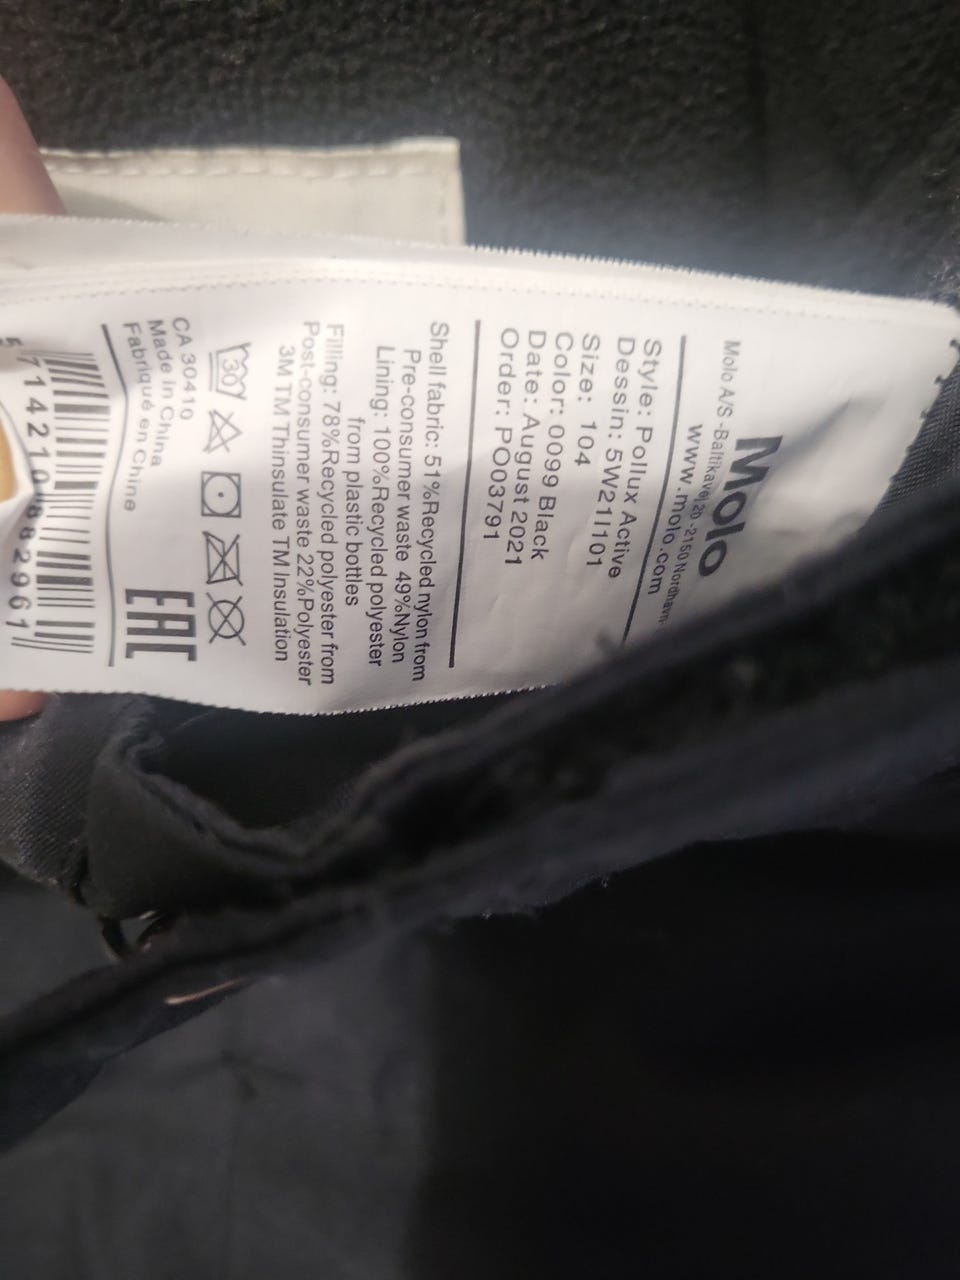 Molo
Molo A/S -Baltikavej 20 -2150 Nordhavn-
www.molo.com
Style: Pollux Active
Dessin: 5W21I101
Size: 104
Color: 0099 Black
Date: August 2021
Order: PO03791
Shell fabric: 51%Recycled nylon from
Pre-consumer waste 49%Nylon
Lining: 100%Recycled polyester
from plastic bottles
Filling: 78%Recycled polyester from
Post-consumer waste 22%Polyester
3M TM Thinsulate TM Insulation
30
CA 30410
Made in China
Fabriqué en Chine
EAC
5 714210 882961